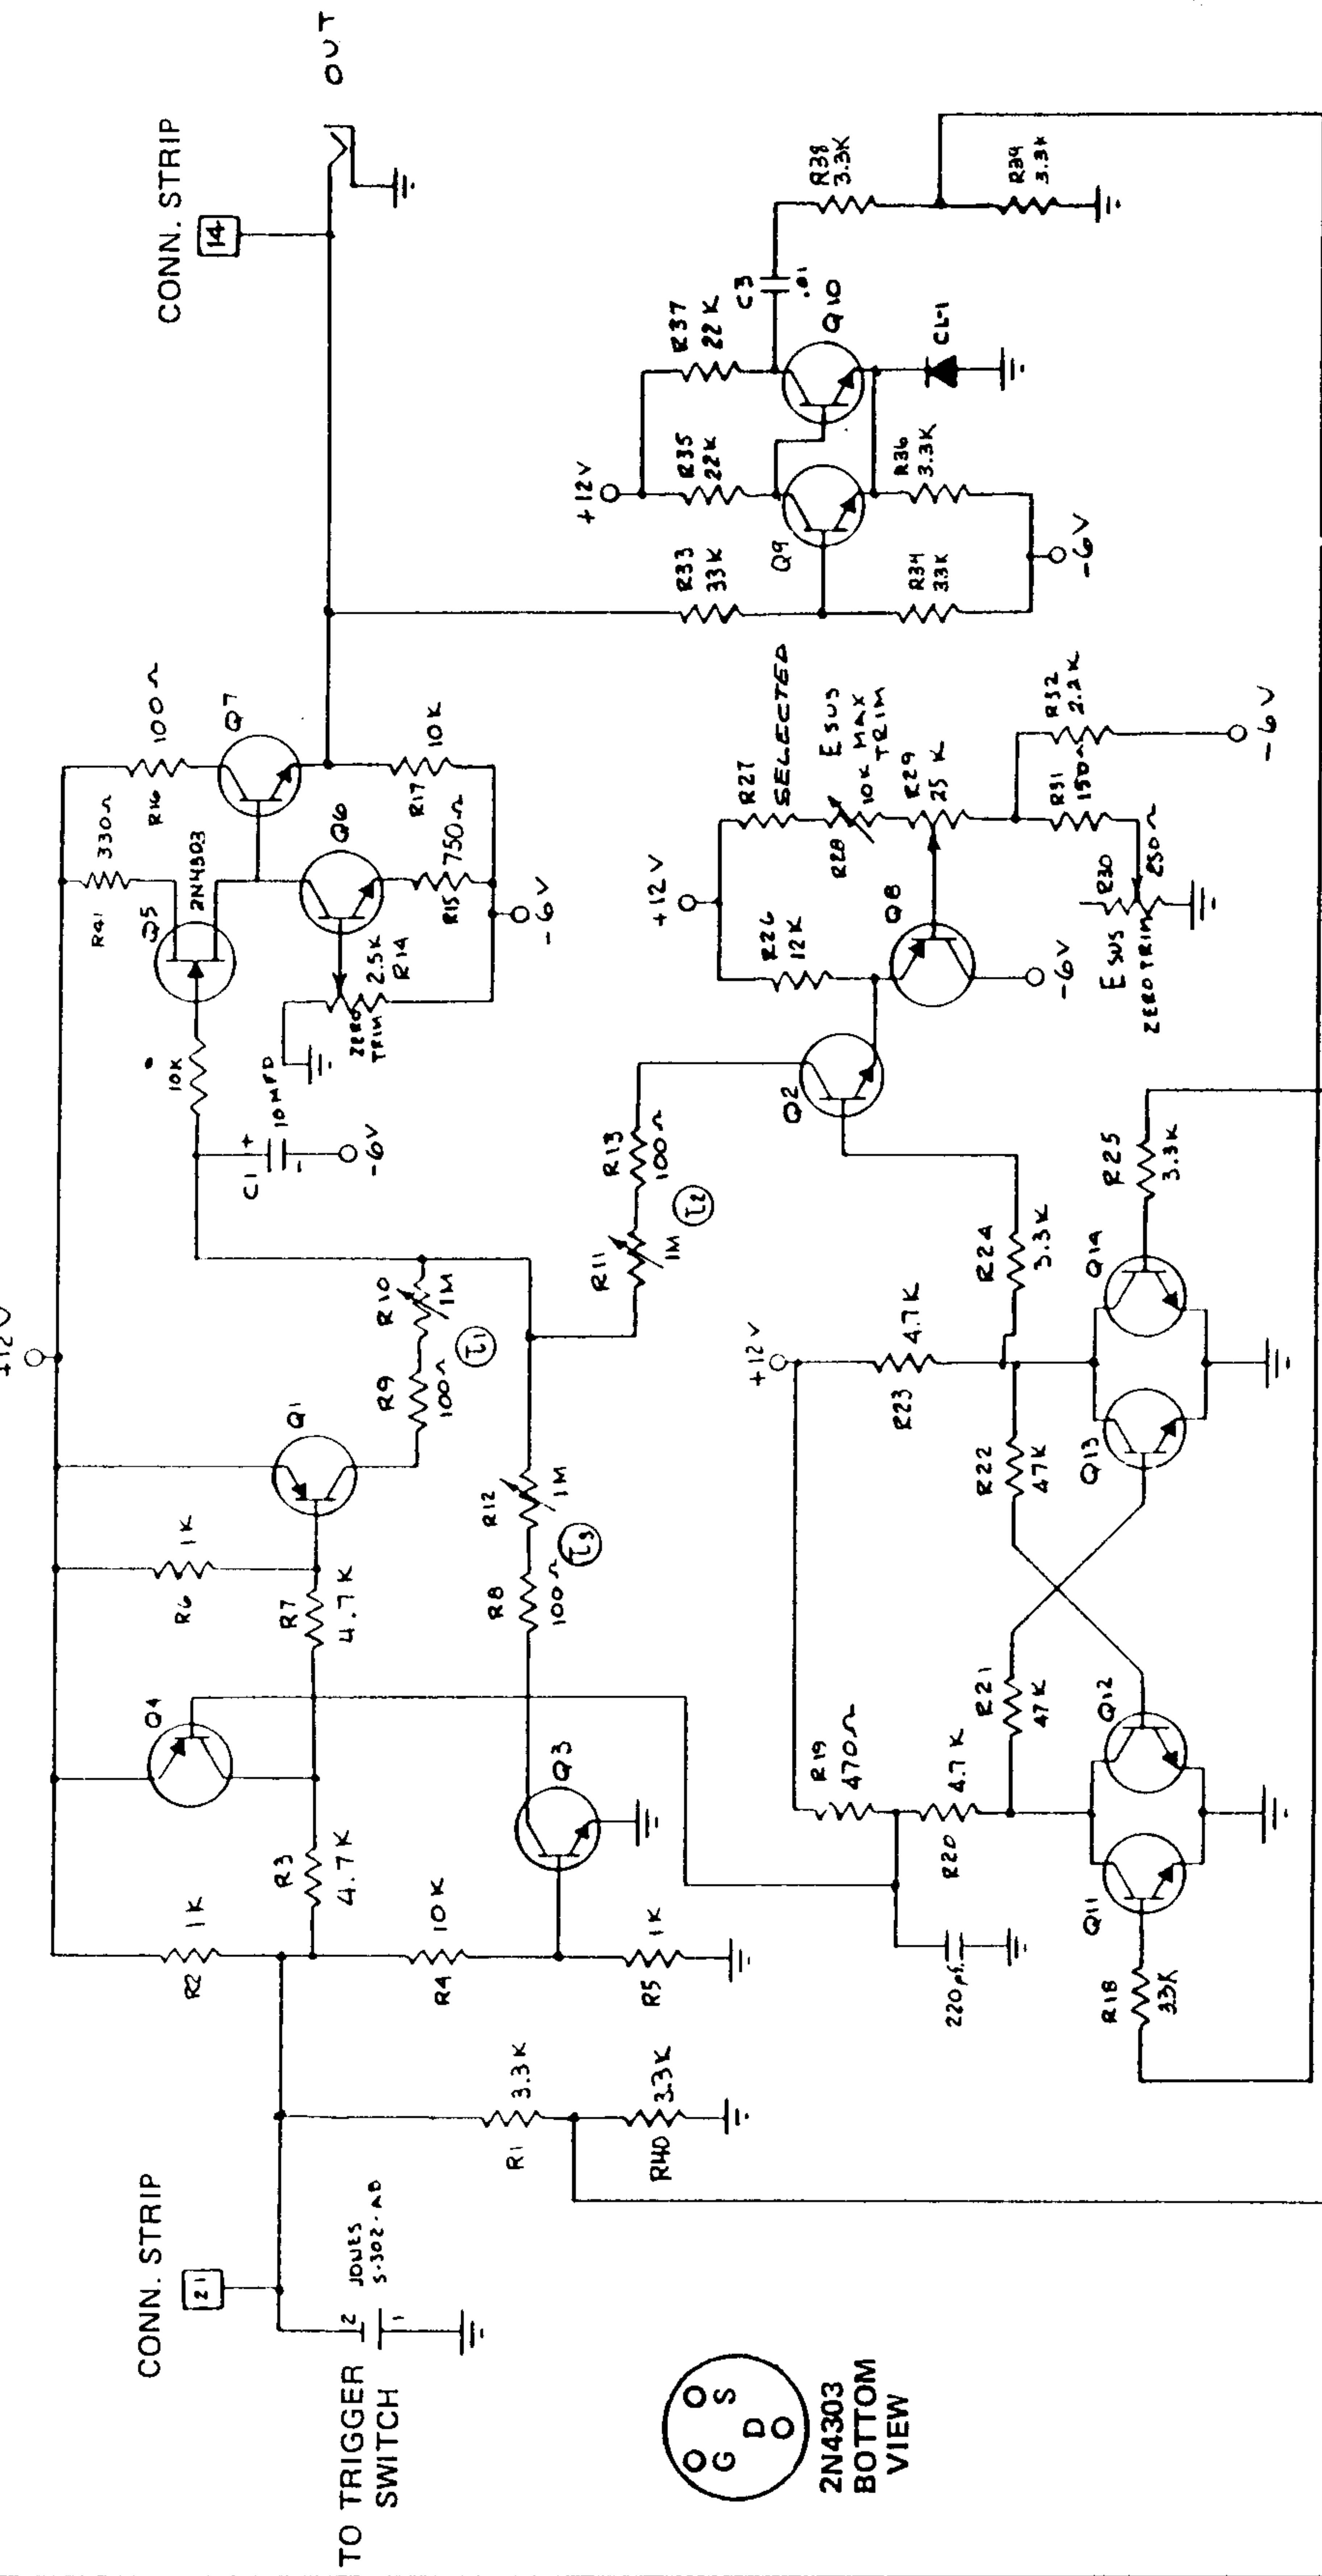 CONN. STRIP
21
TO TRIGGER
SWITCH
JONES
S-302-AB
2
1
2N4303
BOTTOM
VIEW
G
S
D
R1
3.3K
R40
3.3K
R2
1K
R3
4.7K
R4
10K
R5
1K
Q4
Q3
R6
1K
R7
4.7K
Q1
+12V
R8
100Ω
R12
1M
τ3
R9
100Ω
R10
1M
τ1
R11
1M
R13
100Ω
τ2
C1
+
10MFD
-
-6V
10K
Q5
2N4303
R41
330Ω
ZERO
TRIM
2.5K
R14
Q6
R15
750Ω
-6V
R16
100Ω
Q7
R17
10K
CONN. STRIP
14
OUT
R18
33K
Q11
Q12
220pf
R19
470Ω
R20
4.7K
R21
47K
R22
47K
+12V
R23
4.7K
R24
3.3K
Q13
Q14
R25
3.3K
Q2
+12V
R26
12K
Q8
-6V
R27
SELECTED
R28
E SUS
10K MAX
TRIM
R29
25K
E SUS
ZERO TRIM
R30
250Ω
R31
150Ω
R32
2.2K
-6V
R33
33K
R34
33K
Q9
+12V
R35
22K
R36
3.3K
-6V
R37
22K
Q10
CL-1
C3
.01
R38
3.3K
R39
3.3K